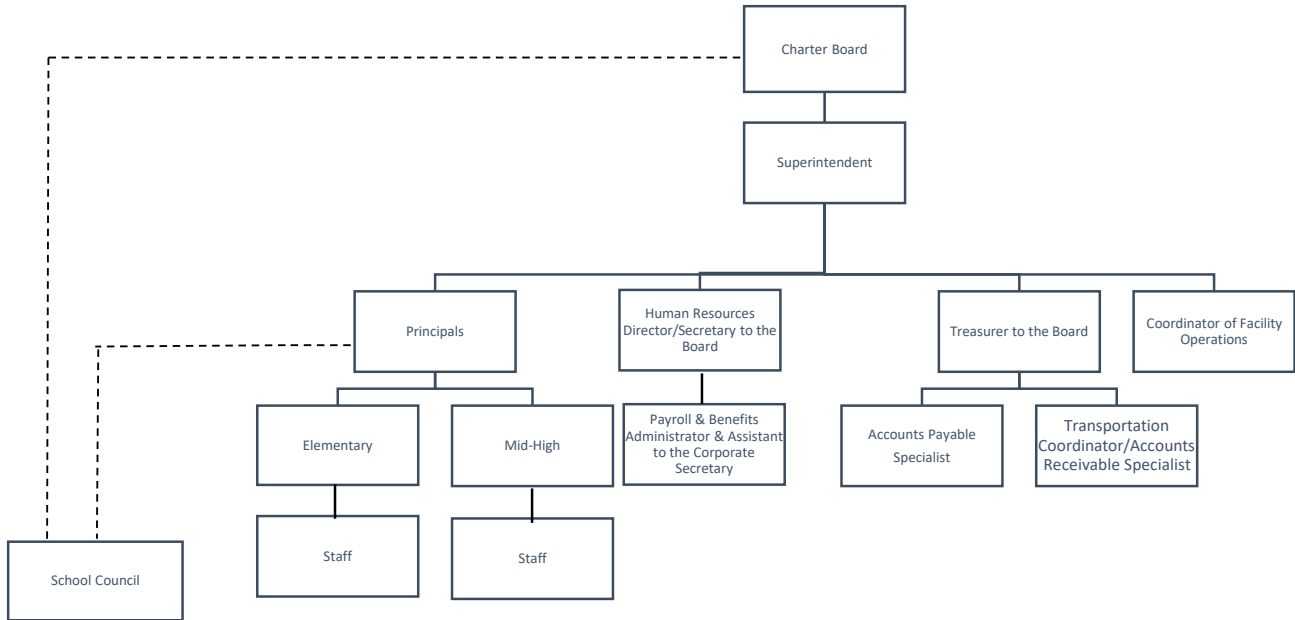 Charter Board
Superintendent
Principals
Human Resources
Director/Secretary to the
Board
Treasurer to the Board
Coordinator of Facility
Operations
Elementary
Mid-High
Payroll & Benefits
Administrator & Assistant
to the Corporate
Secretary
Accounts Payable
Specialist
Transportation
Coordinator/Accounts
Receivable Specialist
Staff
Staff
School Council